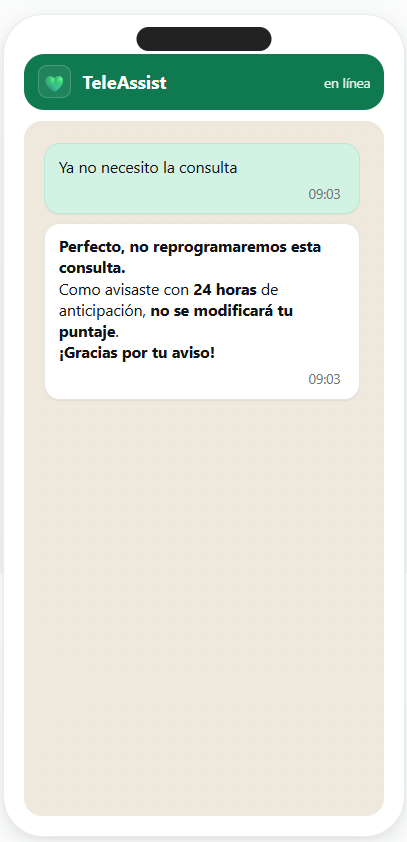 TeleAssist
en línea
Ya no necesito la consulta
09:03
Perfecto, no reprogramaremos esta
consulta.
Como avisaste con 24 horas de
anticipación, no se modificará tu
puntaje.
¡Gracias por tu aviso!
09:03